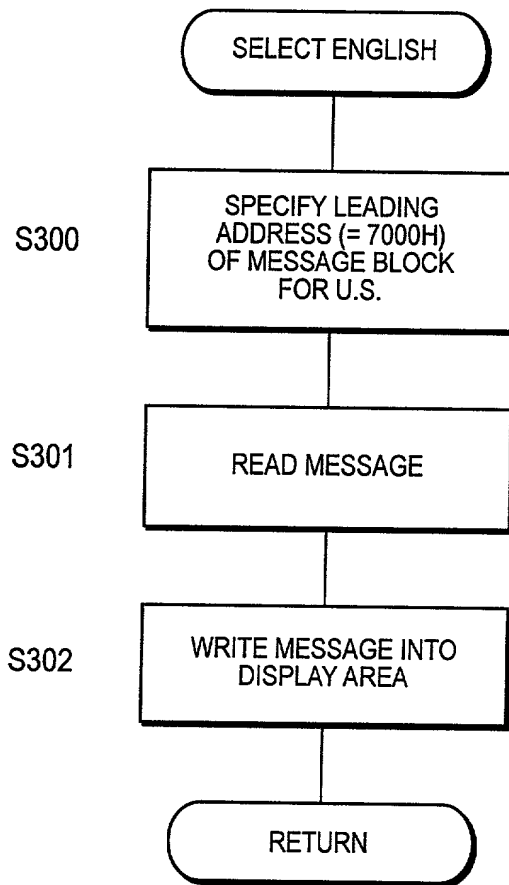 SELECT ENGLISH
S300
SPECIFY LEADING
ADDRESS (= 7000H)
OF MESSAGE BLOCK
FOR U.S.
S301
READ MESSAGE
S302
WRITE MESSAGE INTO
DISPLAY AREA
RETURN